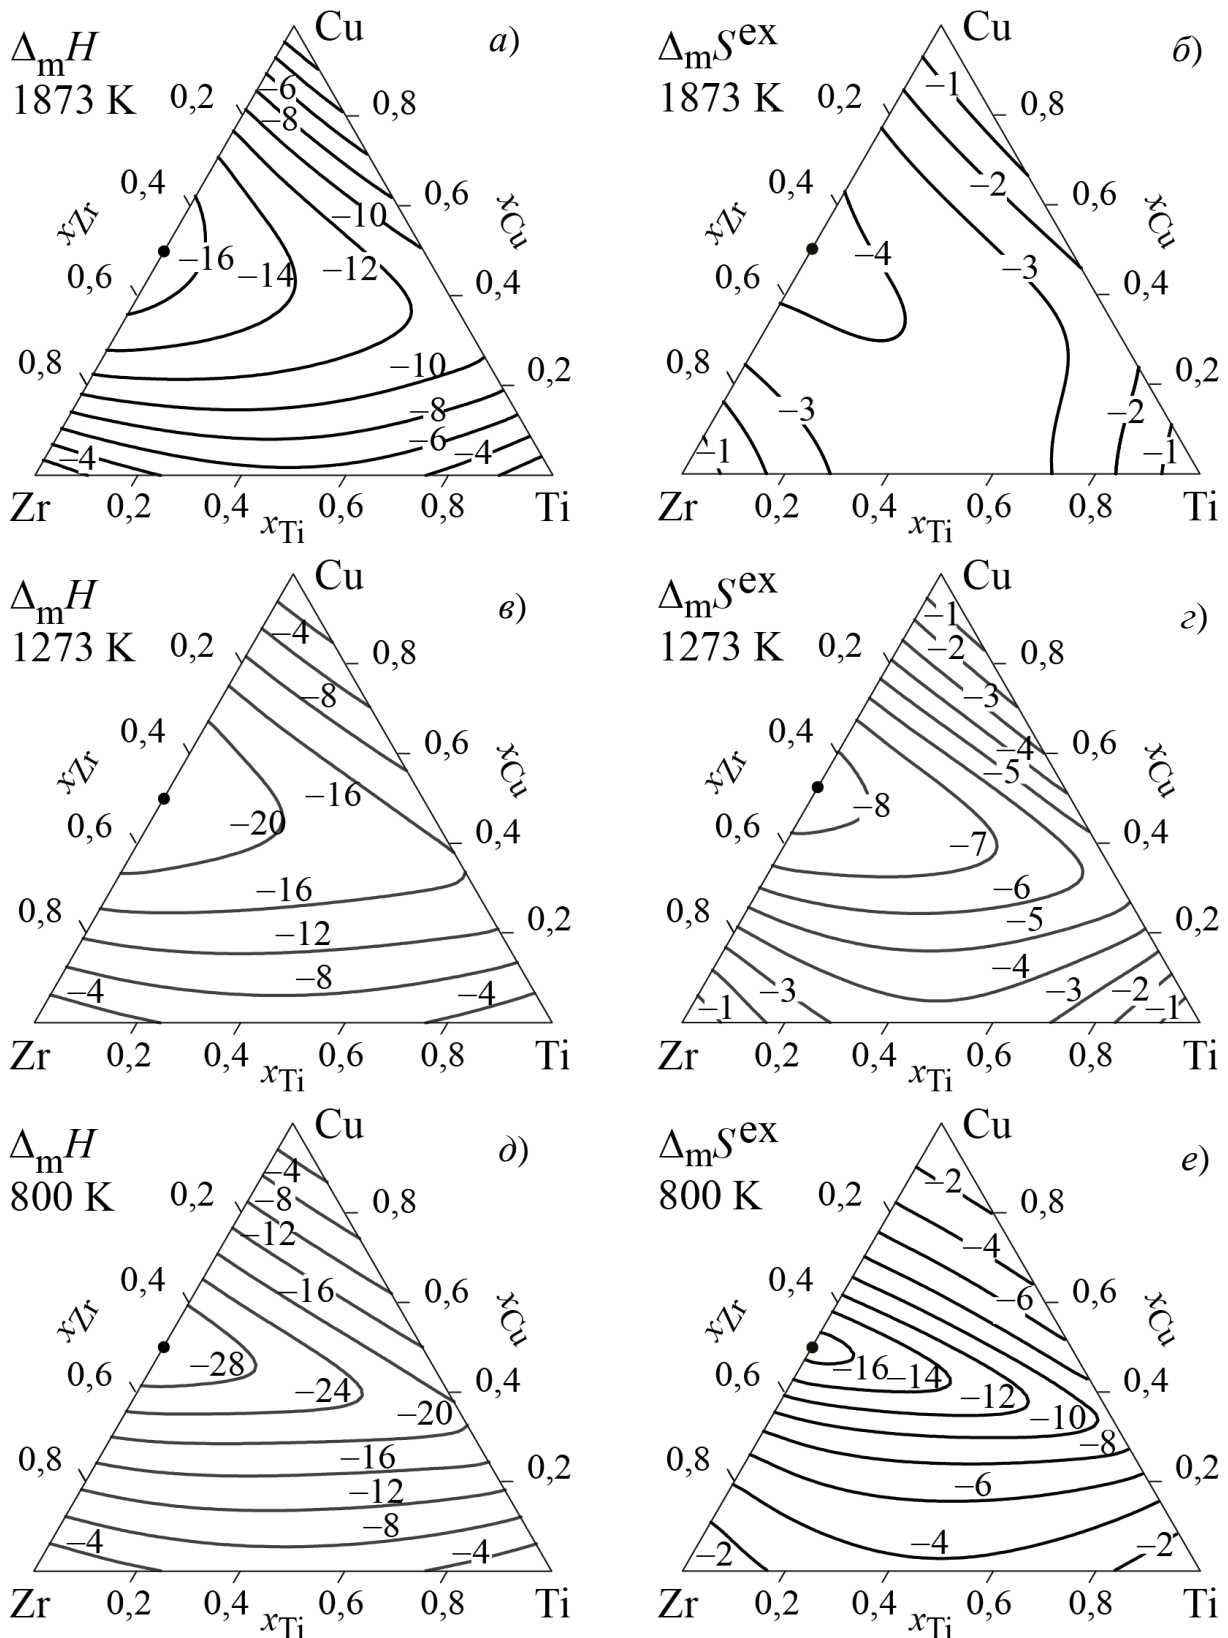 Cu
ΔmH
а)
1873 K
0,2
−6
−8
0,8
0,4
−10
0,6
xZr
xCu
−16
−14
−12
0,6
0,4
0,8
−10
0,2
−8
−6
−4
−4
Zr
0,2
0,4
xTi
0,6
0,8
Ti
Cu
ΔmSex
б)
1873 K
−1
0,2
0,8
0,4
−2
0,6
xZr
xCu
−4
−3
0,6
0,4
0,8
0,2
−3
−2
−1
−1
Zr
0,2
0,4
xTi
0,6
0,8
Ti
Cu
ΔmH
в)
1273 K
−4
0,2
0,8
−8
0,4
0,6
xZr
xCu
−16
−20
0,6
0,4
−16
0,8
0,2
−12
−8
−4
−4
Zr
0,2
0,4
xTi
0,6
0,8
Ti
Cu
ΔmSex
г)
1273 K
−1
−2
0,2
0,8
−3
0,4
−4
0,6
−5
xZr
xCu
−8
0,6
−7
0,4
−6
0,8
−5
0,2
−4
−3
−3
−2
−1
−1
Zr
0,2
0,4
xTi
0,6
0,8
Ti
Cu
ΔmH
д)
800 K
−4
−8
0,2
0,8
−12
0,4
−16
0,6
xZr
xCu
−28
0,6
−24
0,4
−20
0,8
−16
0,2
−12
−8
−4
−4
Zr
0,2
0,4
xTi
0,6
0,8
Ti
Cu
ΔmSex
е)
800 K
−2
0,2
0,8
−4
0,4
−6
0,6
xZr
xCu
−16
−14
0,6
−12
0,4
−10
−8
0,8
−6
0,2
−4
−2
−2
Zr
0,2
0,4
xTi
0,6
0,8
Ti